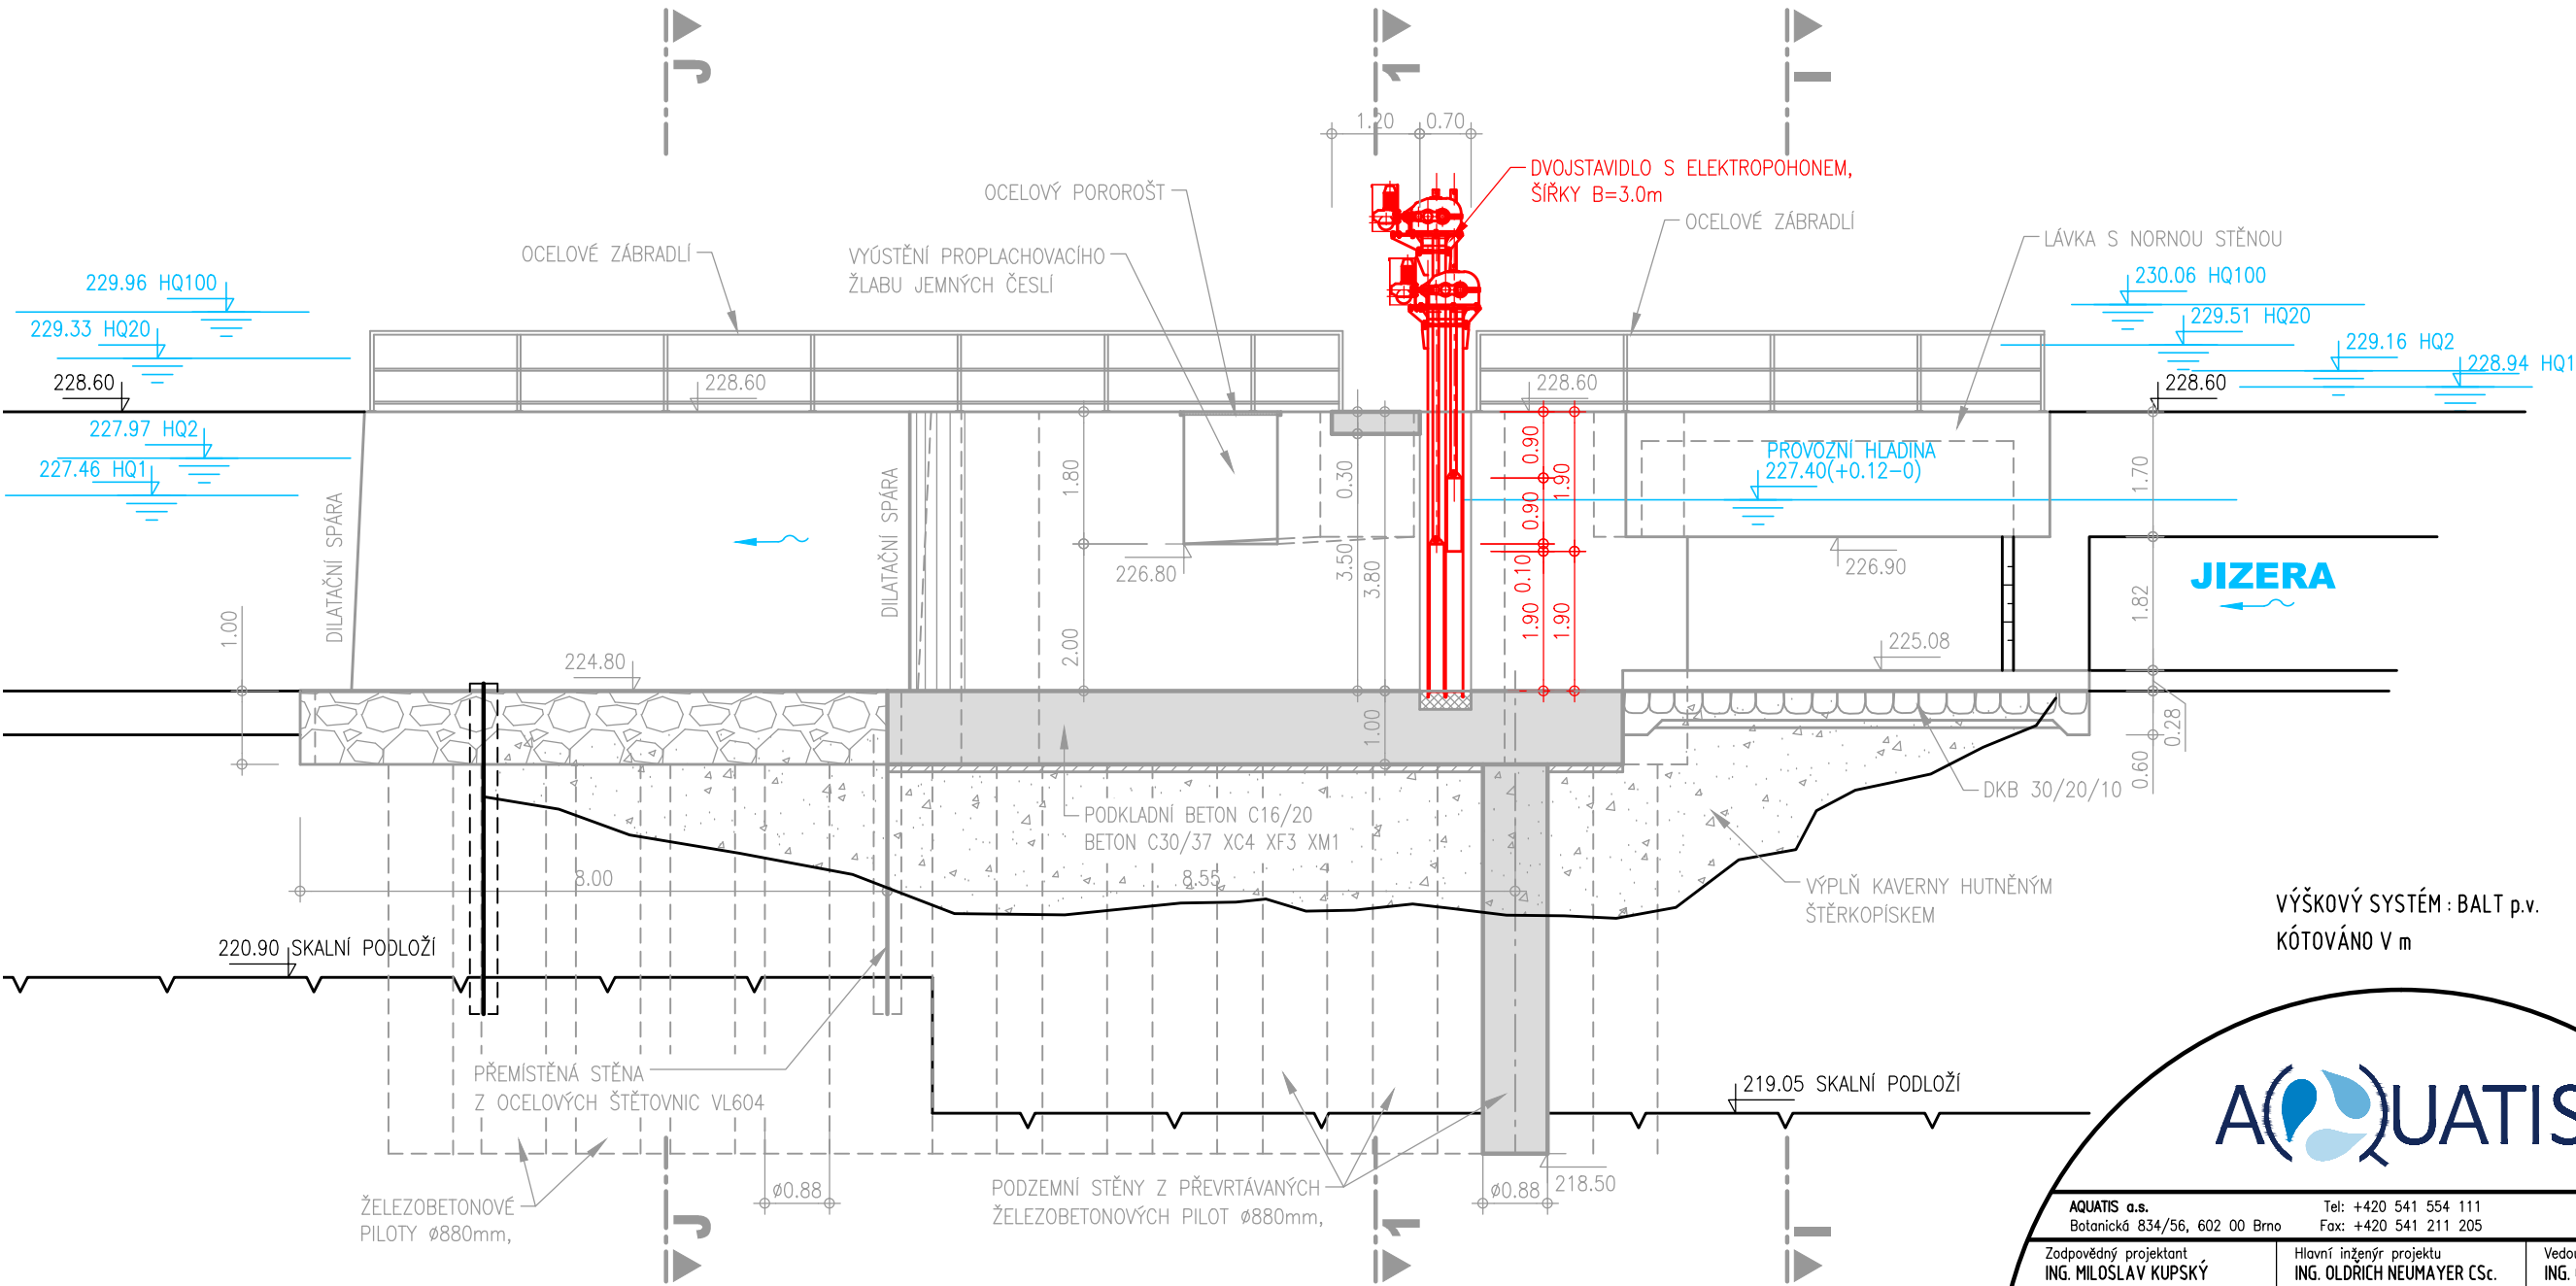 J
1
I
1.20
0.70
DVOJSTAVIDLO S ELEKTROPOHONEM,
ŠÍŘKY B=3.0m
OCELOVÝ POROROŠT
OCELOVÉ ZÁBRADLÍ
LÁVKA S NORNOU STĚNOU
OCELOVÉ ZÁBRADLÍ
VYÚSTĚNÍ PROPLACHOVACÍHO
ŽLABU JEMNÝCH ČESLÍ
229.96 HQ100
229.33 HQ20
228.60
227.97 HQ2
227.46 HQ1
230.06 HQ100
229.51 HQ20
229.16 HQ2
228.94 HQ1
228.60
228.60
228.60
PROVOZNÍ HLADINA
227.40(+0.12-0)
DILATAČNÍ SPÁRA
DILATAČNÍ SPÁRA
1.80
2.00
0.30
3.50
3.80
1.00
0.90
0.90
0.10
1.90
1.90
1.90
1.70
1.82
0.28
0.60
1.00
226.80
226.90
JIZERA
224.80
225.08
DKB 30/20/10
PODKLADNÍ BETON C16/20
BETON C30/37 XC4 XF3 XM1
8.00
8.55
VÝPLŇ KAVERNY HUTNĚNÝM
ŠTĚRKOPÍSKEM
VÝŠKOVÝ SYSTÉM : BALT p.v.
KÓTOVÁNO V m
220.90 SKALNÍ PODLOŽÍ
PŘEMÍSTĚNÁ STĚNA
Z OCELOVÝCH ŠTĚTOVNIC VL604
219.05 SKALNÍ PODLOŽÍ
ŽELEZOBETONOVÉ
PILOTY ø880mm,
ø0.88
PODZEMNÍ STĚNY Z PŘEVRTÁVANÝCH
ŽELEZOBETONOVÝCH PILOT ø880mm,
ø0.88
218.50
J
1
I
AQUATIS
AQUATIS a.s.
Botanická 834/56, 602 00 Brno
Tel: +420 541 554 111
Fax: +420 541 211 205
Zodpovědný projektant
ING. MILOSLAV KUPSKÝ
Hlavní inženýr projektu
ING. OLDŘICH NEUMAYER CSc.
Vedou
ING.